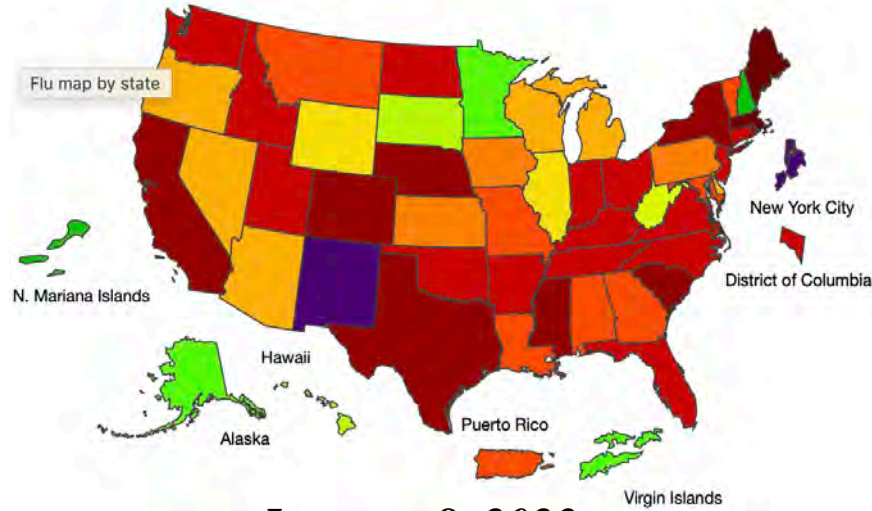 Flu map by state
New York City
District of Columbia
N. Mariana Islands
Hawaii
Alaska
Puerto Rico
Virgin Islands